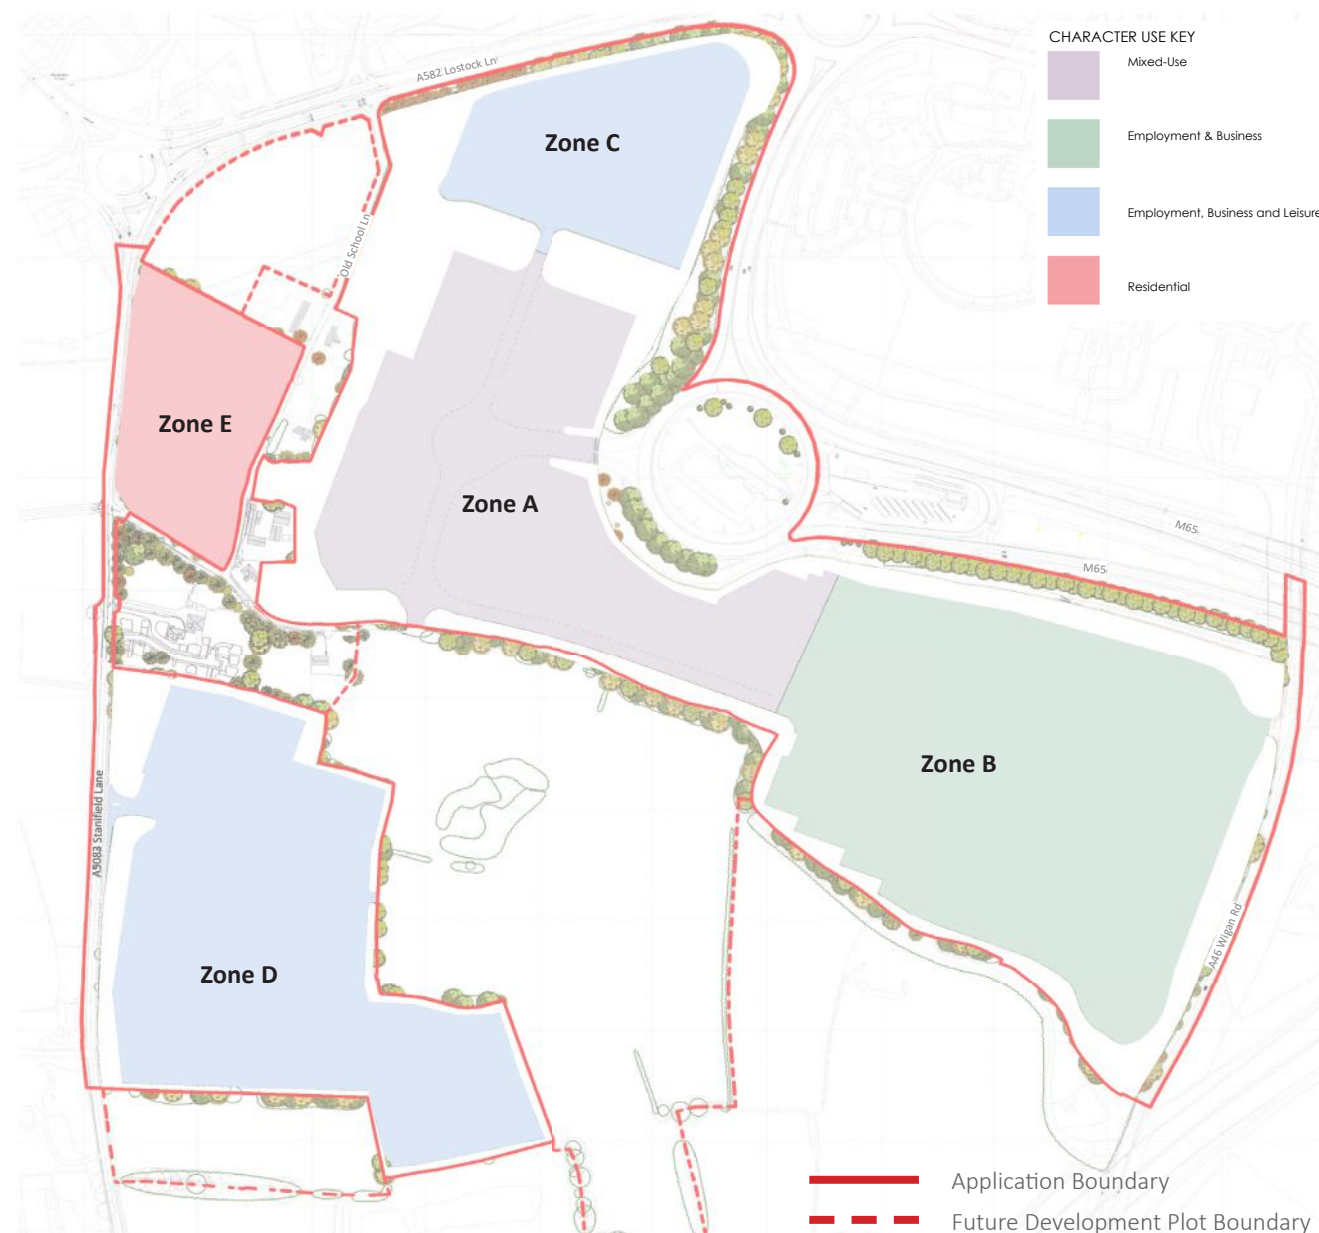 CHARACTER USE KEY
Mixed-Use
Employment & Business
Employment, Business and Leisure
Residential
A582 Lostock Ln
Zone C
Old School Ln
Zone E
Zone A
M65
M65
Zone B
A5083 Stanifield Lane
A46 Wigan Rd
Zone D
Application Boundary
Future Development Plot Boundary